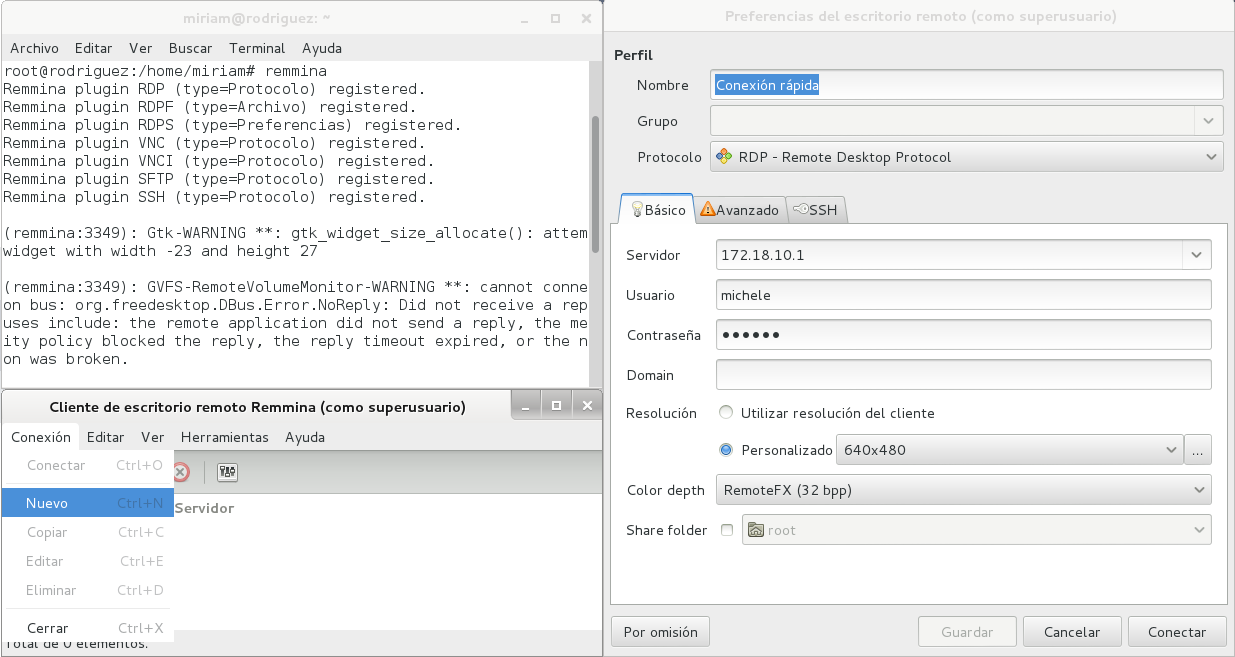 miriam@rodriguez: ~
Archivo Editar Ver Buscar Terminal Ayuda
root@rodriguez:/home/miriam# remmina
Remmina plugin RDP (type=Protocolo) registered.
Remmina plugin RDPF (type=Archivo) registered.
Remmina plugin RDPS (type=Preferencias) registered.
Remmina plugin VNC (type=Protocolo) registered.
Remmina plugin VNCI (type=Protocolo) registered.
Remmina plugin SFTP (type=Protocolo) registered.
Remmina plugin SSH (type=Protocolo) registered.
(remmina:3349): Gtk-WARNING **: gtk_widget_size_allocate(): attem
widget with width -23 and height 27
(remmina:3349): GVFS-RemoteVolumeMonitor-WARNING **: cannot conne
on bus: org.freedesktop.DBus.Error.NoReply: Did not receive a rep
uses include: the remote application did not send a reply, the me
ity policy blocked the reply, the reply timeout expired, or the n
on was broken.
Cliente de escritorio remoto Remmina (como superusuario)
Conexión Editar Ver Herramientas Ayuda
Conectar Ctrl+O
Nuevo Ctrl+N
Servidor
Copiar Ctrl+C
Editar Ctrl+E
Eliminar Ctrl+D
Cerrar Ctrl+X
Total de 0 elementos.
Preferencias del escritorio remoto (como superusuario)
Perfil
Nombre Conexión rápida
Grupo
Protocolo RDP - Remote Desktop Protocol
Básico Avanzado SSH
Servidor 172.18.10.1
Usuario michele
Contraseña ●●●●●●
Domain
Resolución Utilizar resolución del cliente
Personalizado 640x480 ...
Color depth RemoteFX (32 bpp)
Share folder root
Por omisión Guardar Cancelar Conectar